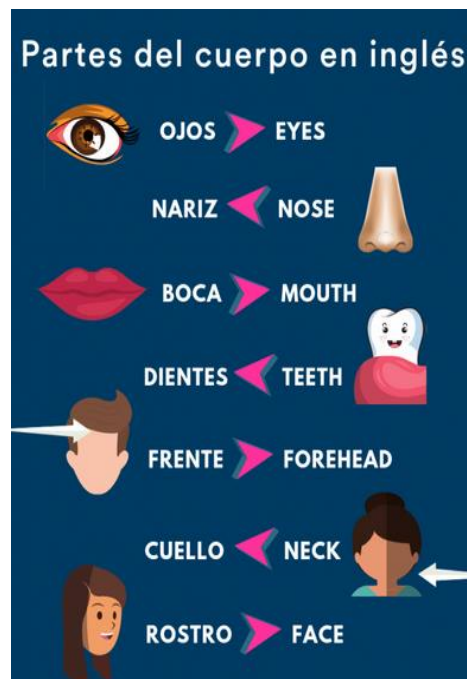 Partes del cuerpo en inglés
OJOS EYES
NARIZ NOSE
BOCA MOUTH
DIENTES TEETH
FRENTE FOREHEAD
CUELLO NECK
ROSTRO FACE